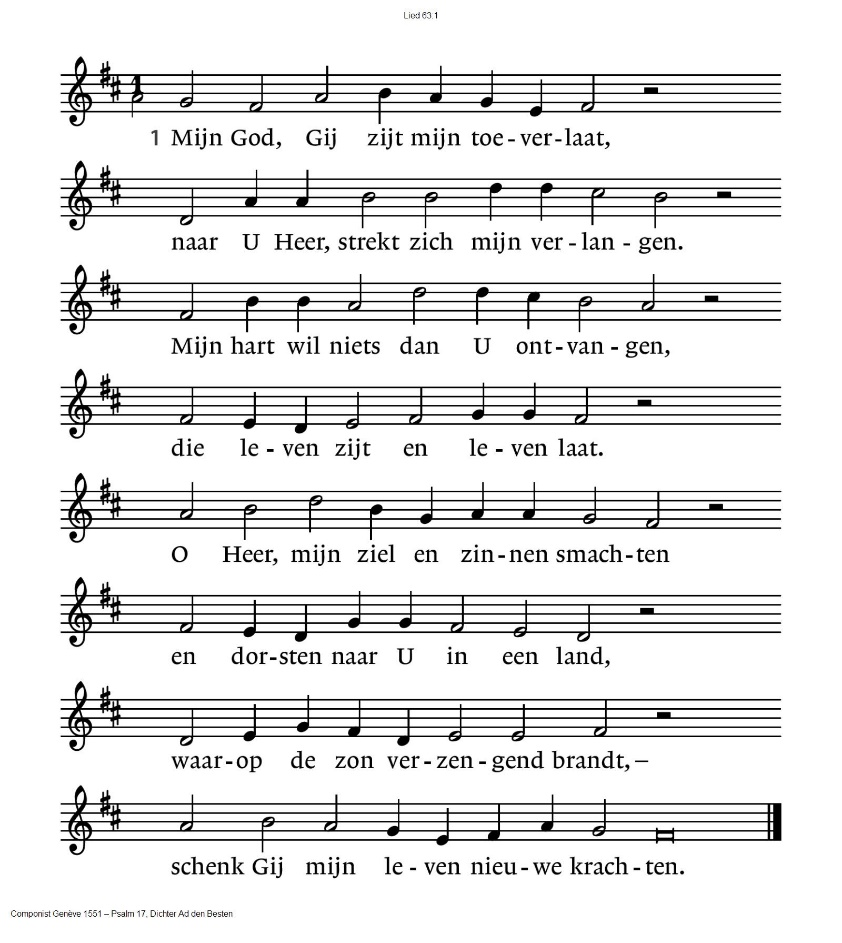 Lied 63:1
1 Mijn God, Gij zijt mijn toe-ver-laat,
naar U Heer, strekt zich mijn ver-lan-gen.
Mijn hart wil niets dan U ont-van-gen,
die le-ven zijt en le-ven laat.
O Heer, mijn ziel en zin-nen smach-ten
en dor-sten naar U in een land,
waar-op de zon ver-zen-gend brandt,–
schenk Gij mijn le-ven nieu-we krach-ten.
Componist Genève 1551 – Psalm 17, Dichter Ad den Besten